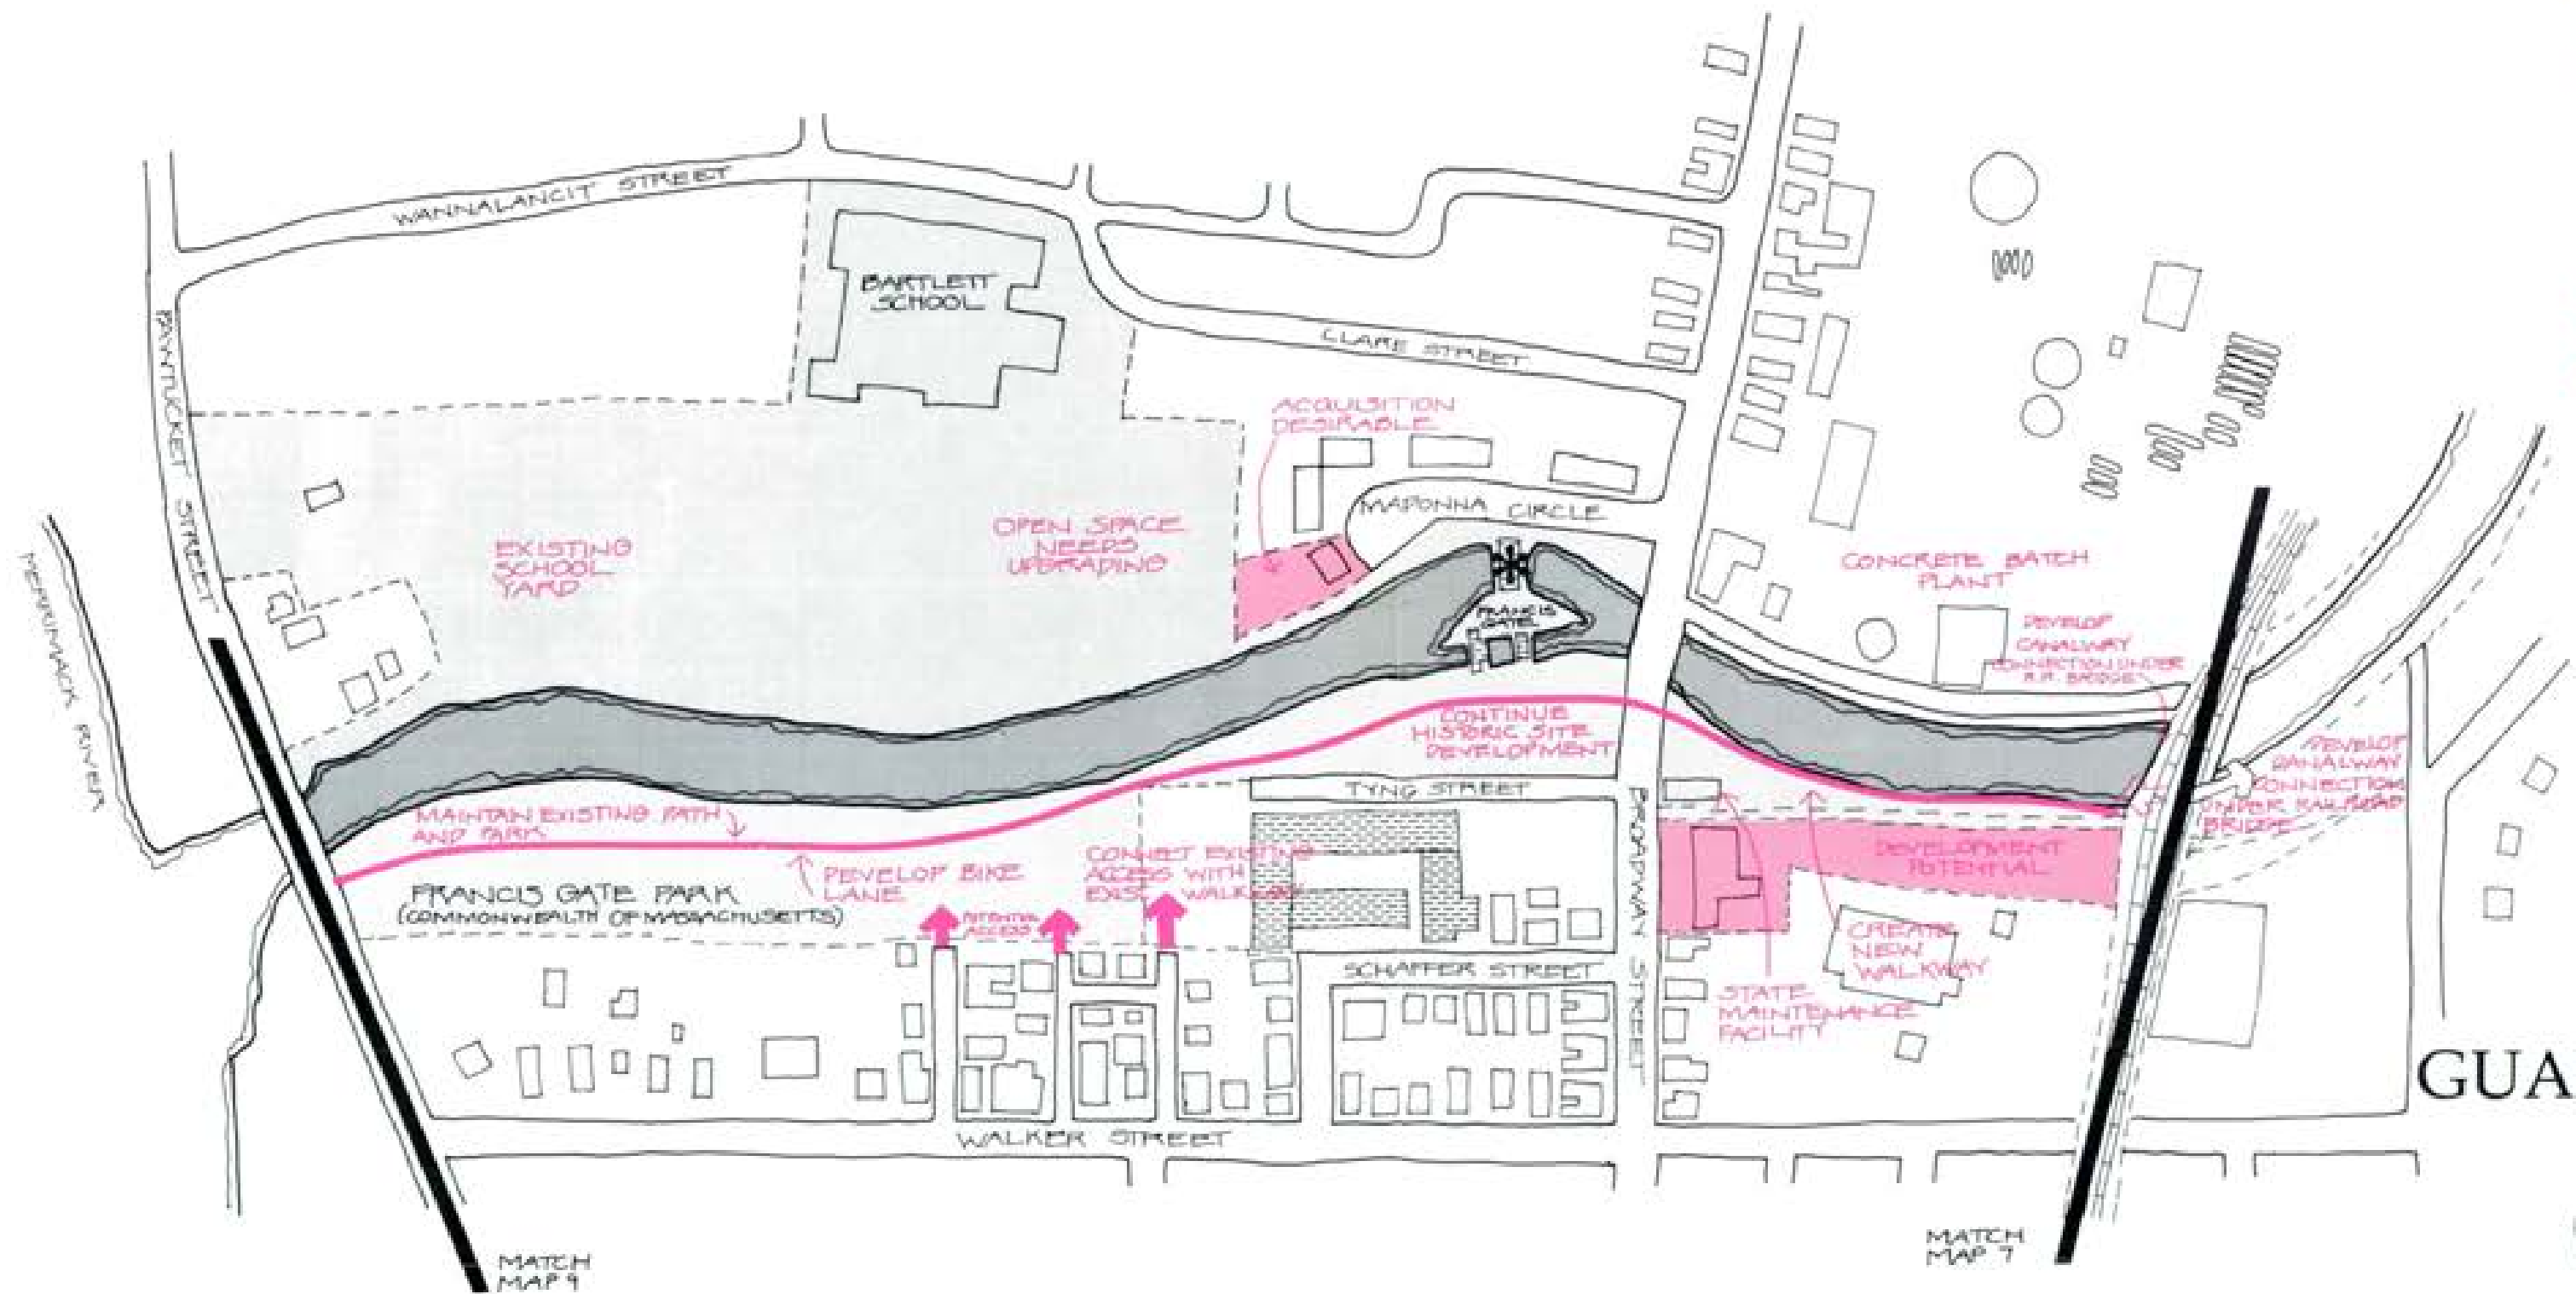 WANNALANCIT STREET
BARTLETT
SCHOOL
PAWTUCKET STREET
CLARE STREET
ACQUISITION
DESIRABLE
MADONNA CIRCLE
OPEN SPACE
NEEDS
UPGRADING
EXISTING
SCHOOL
YARD
MERRIMACK RIVER
FRANCIS
GATE
CONCRETE BATCH
PLANT
DEVELOP
CANALWAY
CONNECTION UNDER
R.R. BRIDGE
CONTINUE
HISTORIC SITE
DEVELOPMENT
DEVELOP
CANALWAY
CONNECTION
UNDER RAILROAD
BRIDGE
TYNG STREET
MAINTAN EXISTING PATH
AND PARK
DEVELOP BIKE
LANE
CONNECT EXISTING
ACCESS WITH
EXIST WALKWAY
FRANCIS GATE PARK
(COMMONWEALTH OF MASSACHUSETTS)
POTENTIAL
ACCESS
BROADWAY STREET
DEVELOPMENT
POTENTIAL
CREATE
NEW
WALKWAY
SCHAFFER STREET
STATE
MAINTENANCE
FACILITY
WALKER STREET
GUA
MATCH
MAP 9
MATCH
MAP 7